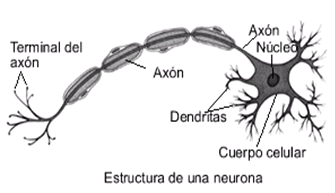 Terminal del
axón
Axón
Axón
Núcleo
Dendritas
Cuerpo celular
Estructura de una neurona